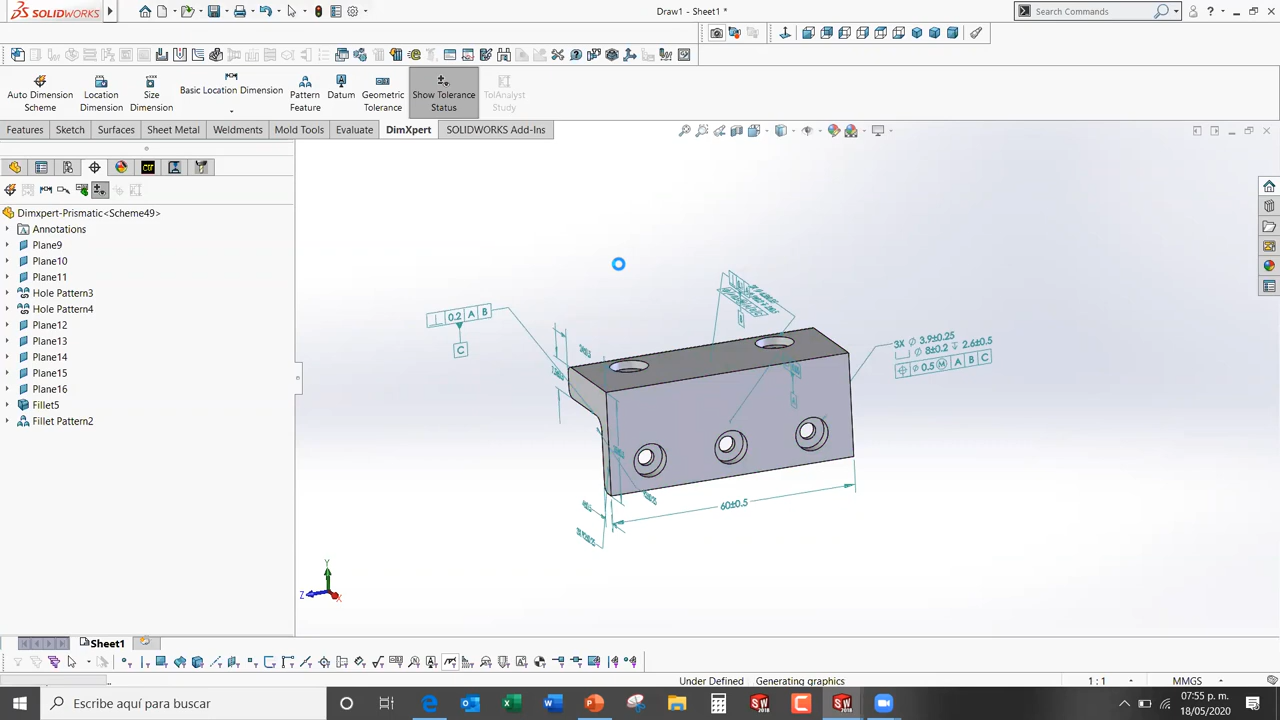 SOLIDWORKS
Draw1 - Sheet1 *
Search Commands
Auto Dimension Scheme
Location Dimension
Size Dimension
Basic Location Dimension
Pattern Feature
Datum
Geometric Tolerance
Show Tolerance Status
TolAnalyst Study
Features
Sketch
Surfaces
Sheet Metal
Weldments
Mold Tools
Evaluate
DimXpert
SOLIDWORKS Add-Ins
Dimxpert-Prismatic<Scheme49>
Annotations
Plane9
Plane10
Plane11
Hole Pattern3
Hole Pattern4
Plane12
Plane13
Plane14
Plane15
Plane16
Fillet5
Fillet Pattern2
⊥ 0.2 A B
C
3X Ø 3.9±0.25
⌴ Ø 8±0.2 ↧ 2.6±0.5
⌖ Ø 0.5 Ⓜ A B C
60±0.5
Y
Z
X
Sheet1
Under Defined
Generating graphics
1 : 1
MMGS
Escribe aquí para buscar
SW 2018
SW 2018
07:55 p. m.
18/05/2020